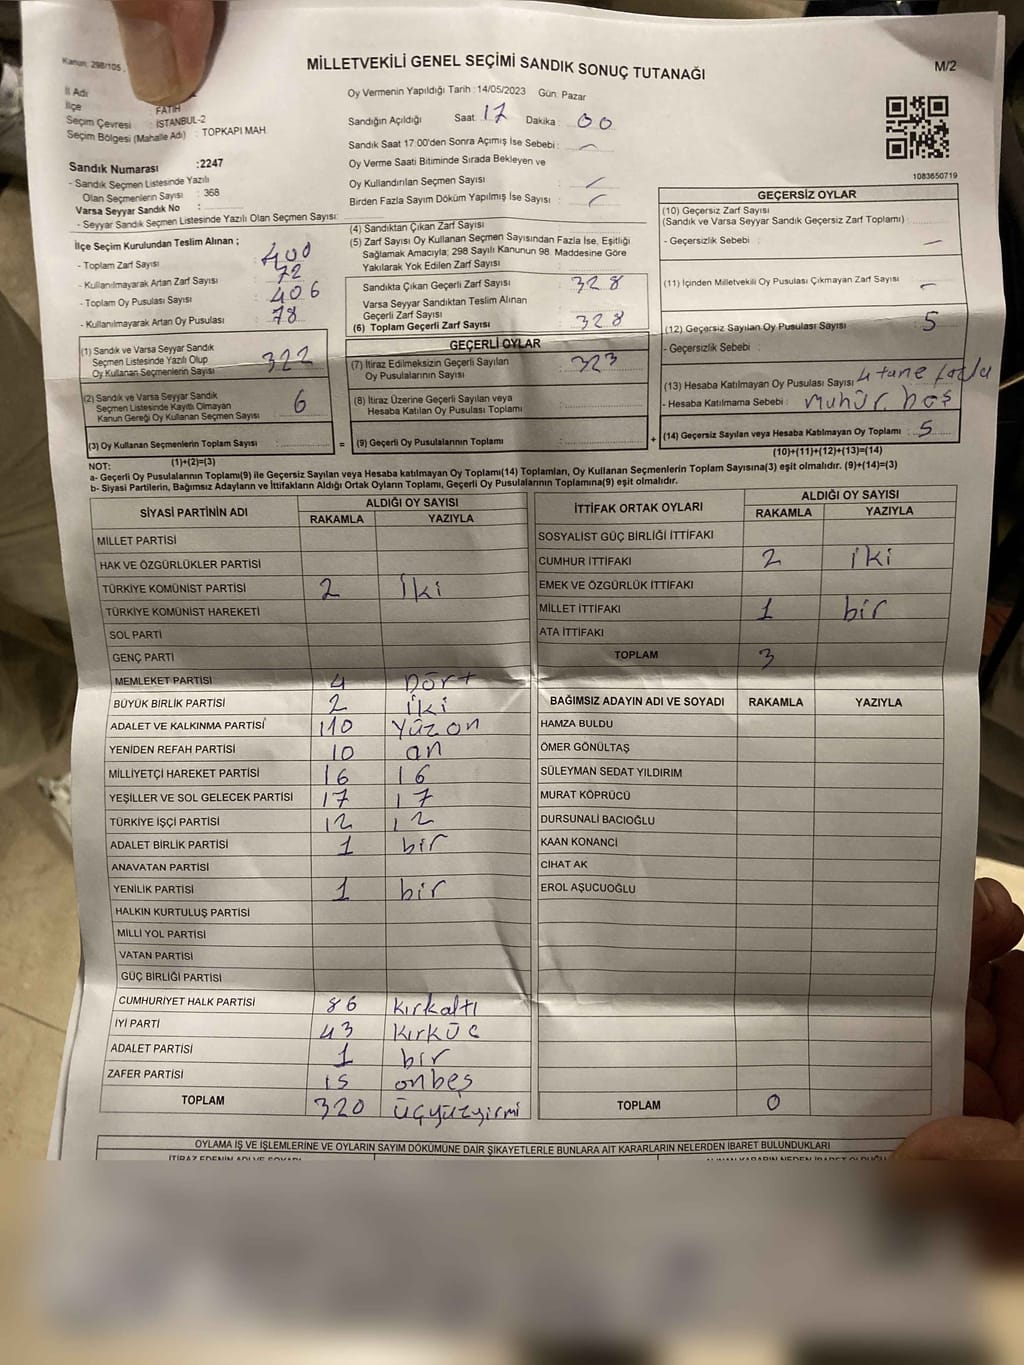 Kanun: 298/105
MİLLETVEKİLİ GENEL SEÇİMİ SANDIK SONUÇ TUTANAĞI
M/2
İl Adı
İlçe FATİH
Seçim Çevresi : İSTANBUL-2
Seçim Bölgesi (Mahalle Adı) : TOPKAPI MAH.
Sandık Numarası :2247
- Sandık Seçmen Listesinde Yazılı
Olan Seçmenlerin Sayısı : 368
Varsa Seyyar Sandık No :
- Seyyar Sandık Seçmen Listesinde Yazılı Olan Seçmen Sayısı:
İlçe Seçim Kurulundan Teslim Alınan ;
- Toplam Zarf Sayısı 400
- Kullanılmayarak Artan Zarf Sayısı 72
- Toplam Oy Pusulası Sayısı 406
- Kullanılmayarak Artan Oy Pusulası 78
(1) Sandık ve Varsa Seyyar Sandık
Seçmen Listesinde Yazılı Olup
Oy Kullanan Seçmenlerin Sayısı 322
(2) Sandık ve Varsa Seyyar Sandık
Seçmen Listesinde Kayıtlı Olmayan
Kanun Gereği Oy Kullanan Seçmen Sayısı 6
(3) Oy Kullanan Seçmenlerin Toplam Sayısı =
Oy Vermenin Yapıldığı Tarih :14/05/2023 Gün: Pazar
Sandığın Açıldığı Saat 17 Dakika : 00
Sandık Saat 17.00'den Sonra Açımış İse Sebebi : –
Oy Verme Saati Bitiminde Sırada Bekleyen ve
Oy Kullandırılan Seçmen Sayısı : –
Birden Fazla Sayım Döküm Yapılmış İse Sayısı : –
(4) Sandıktan Çıkan Zarf Sayısı :
(5) Zarf Sayısı Oy Kullanan Seçmen Sayısından Fazla İse, Eşitliği
Sağlamak Amacıyla; 298 Sayılı Kanunun 98. Maddesine Göre
Yakılarak Yok Edilen Zarf Sayısı :
Sandıkta Çıkan Geçerli Zarf Sayısı : 328
Varsa Seyyar Sandıktan Teslim Alınan
Geçerli Zarf Sayısı :
(6) Toplam Geçerli Zarf Sayısı : 328
GEÇERLİ OYLAR
(7) İtiraz Edilmeksizin Geçerli Sayılan
Oy Pusulalarının Sayısı 323
(8) İtiraz Üzerine Geçerli Sayılan veya
Hesaba Katılan Oy Pusulası Toplamı
(9) Geçerli Oy Pusulalarının Toplamı +
1083650719
GEÇERSİZ OYLAR
(10) Geçersiz Zarf Sayısı
(Sandık ve Varsa Seyyar Sandık Geçersiz Zarf Toplamı) :
- Geçersizlik Sebebi : –
(11) İçinden Milletvekili Oy Pusulası Çıkmayan Zarf Sayısı : –
(12) Geçersiz Sayılan Oy Pusulası Sayısı : 5
- Geçersizlik Sebebi :
(13) Hesaba Katılmayan Oy Pusulası Sayısı 4 tane fazla
- Hesaba Katılmama Sebebi : Mühür. boş
(14) Geçersiz Sayılan veya Hesaba Katılmayan Oy Toplamı : 5
(10)+(11)+(12)+(13)=(14)
NOT: (1)+(2)=(3)
a- Geçerli Oy Pusulalarının Toplamı(9) ile Geçersiz Sayılan veya Hesaba katılmayan Oy Toplamı(14) Toplamları, Oy Kullanan Seçmenlerin Toplam Sayısına(3) eşit olmalıdır. (9)+(14)=(3)
b- Siyasi Partilerin, Bağımsız Adayların ve İttifakların Aldığı Ortak Oyların Toplamı, Geçerli Oy Pusulalarının Toplamına(9) eşit olmalıdır.
SİYASİ PARTİNİN ADI ALDIĞI OY SAYISI
RAKAMLA YAZIYLA
MİLLET PARTİSİ
HAK VE ÖZGÜRLÜKLER PARTİSİ
TÜRKİYE KOMÜNİST PARTİSİ 2 İki
TÜRKİYE KOMÜNİST HAREKETİ
SOL PARTİ
GENÇ PARTİ
MEMLEKET PARTİSİ 4 Dört
BÜYÜK BİRLİK PARTİSİ 2 İki
ADALET VE KALKINMA PARTİSİ 110 Yüzon
YENİDEN REFAH PARTİSİ 10 on
MİLLİYETÇİ HAREKET PARTİSİ 16 16
YEŞİLLER VE SOL GELECEK PARTİSİ 17 17
TÜRKİYE İŞÇİ PARTİSİ 12 12
ADALET BİRLİK PARTİSİ 1 bir
ANAVATAN PARTİSİ
YENİLİK PARTİSİ 1 bir
HALKIN KURTULUŞ PARTİSİ
MİLLİ YOL PARTİSİ
VATAN PARTİSİ
GÜÇ BİRLİĞİ PARTİSİ
CUMHURİYET HALK PARTİSİ 86 kırkaltı
İYİ PARTİ 43 kırküç
ADALET PARTİSİ 1 bir
ZAFER PARTİSİ 15 onbeş
TOPLAM 320 üçyüzyirmi
İTTİFAK ORTAK OYLARI ALDIĞI OY SAYISI
RAKAMLA YAZIYLA
SOSYALİST GÜÇ BİRLİĞİ İTTİFAKI
CUMHUR İTTİFAKI 2 iki
EMEK VE ÖZGÜRLÜK İTTİFAKI
MİLLET İTTİFAKI 1 bir
ATA İTTİFAKI
TOPLAM 3
BAĞIMSIZ ADAYIN ADI VE SOYADI RAKAMLA YAZIYLA
HAMZA BULDU
ÖMER GÖNÜLTAŞ
SÜLEYMAN SEDAT YILDIRIM
MURAT KÖPRÜCÜ
DURSUNALİ BACIOĞLU
KAAN KONANCİ
CİHAT AK
EROL AŞUCUOĞLU
TOPLAM 0
OYLAMA İŞ VE İŞLEMLERİNE VE OYLARIN SAYIM DÖKÜMÜNE DAİR ŞİKAYETLERLE BUNLARA AİT KARARLARIN NELERDEN İBARET BULUNDUKLARI